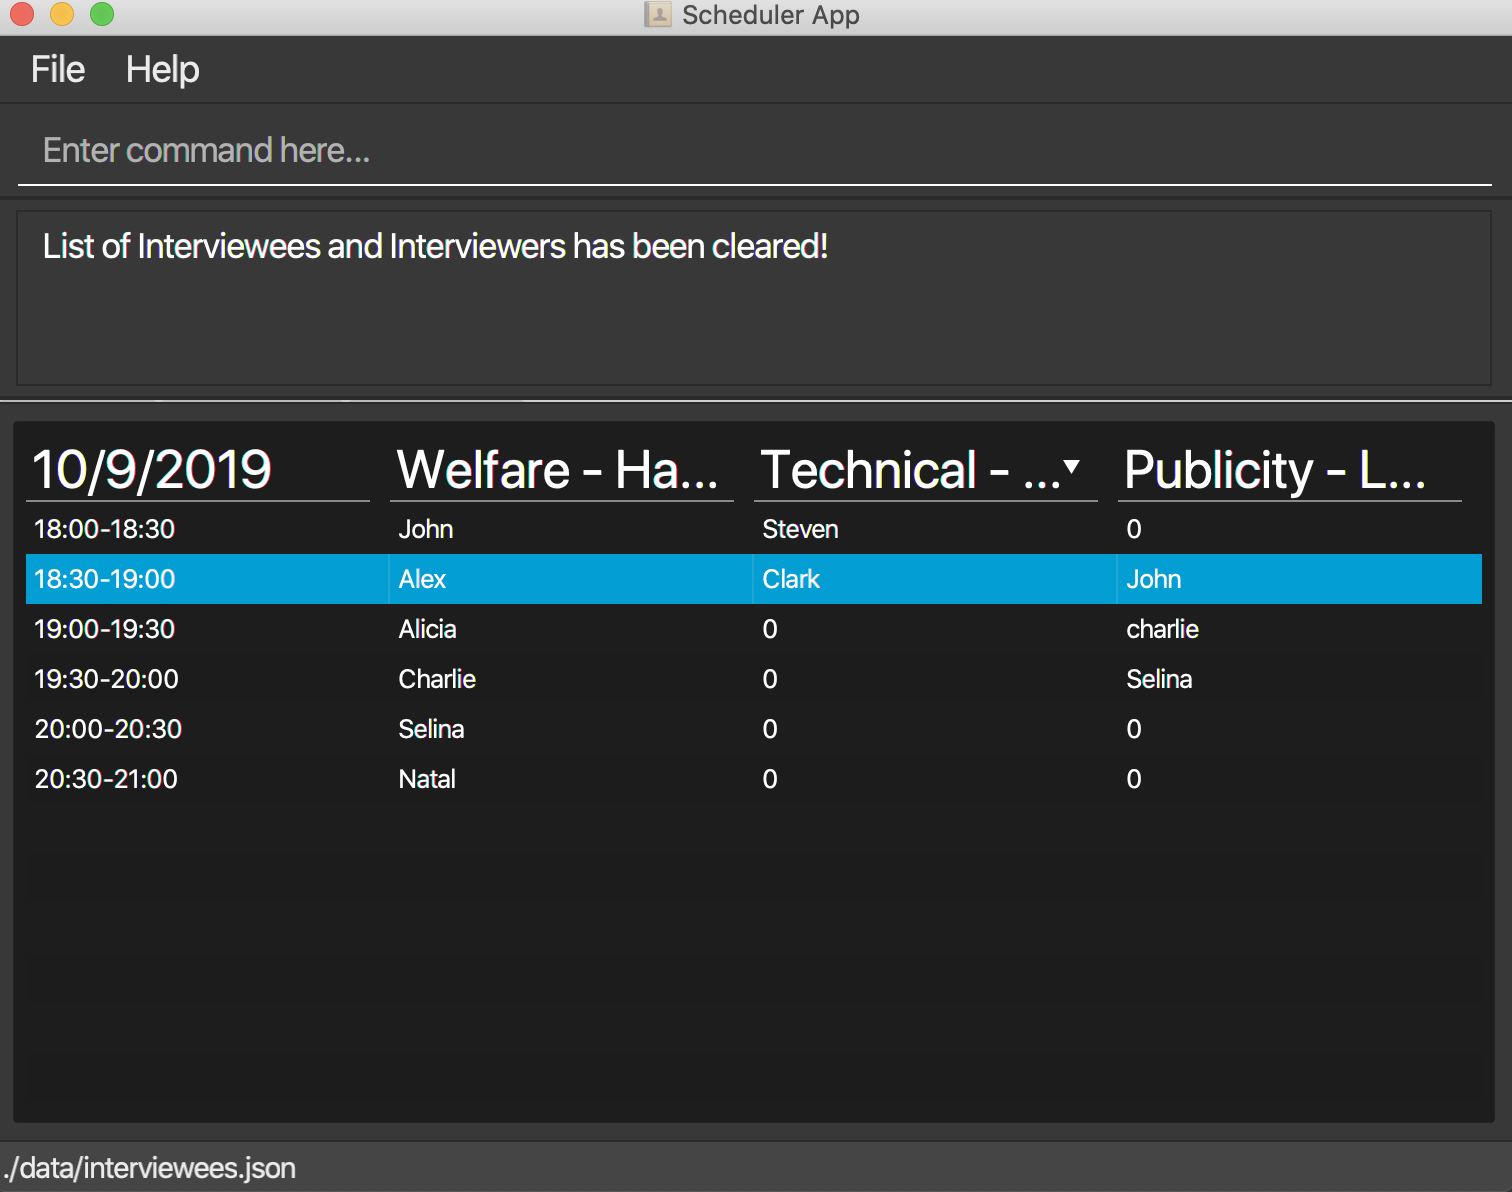 Scheduler App
File Help
Enter command here...
List of Interviewees and Interviewers has been cleared!
10/9/2019 Welfare - Ha... Technical - ... Publicity - L...
18:00-18:30 John Steven 0
18:30-19:00 Alex Clark John
19:00-19:30 Alicia 0 charlie
19:30-20:00 Charlie 0 Selina
20:00-20:30 Selina 0 0
20:30-21:00 Natal 0 0
./data/interviewees.json